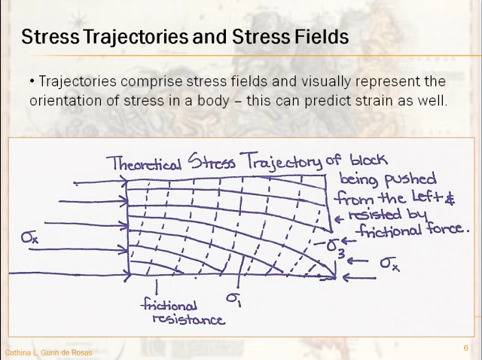 Stress Trajectories and Stress Fields
• Trajectories comprise stress fields and visually represent the
orientation of stress in a body – this can predict strain as well.
Theoretical Stress Trajectory of block
being pushed
from the Left &
resisted by
frictional force.
σx
σ3
σx
σ1
frictional
resistance
Cathina L. Gunn de Rosas
6